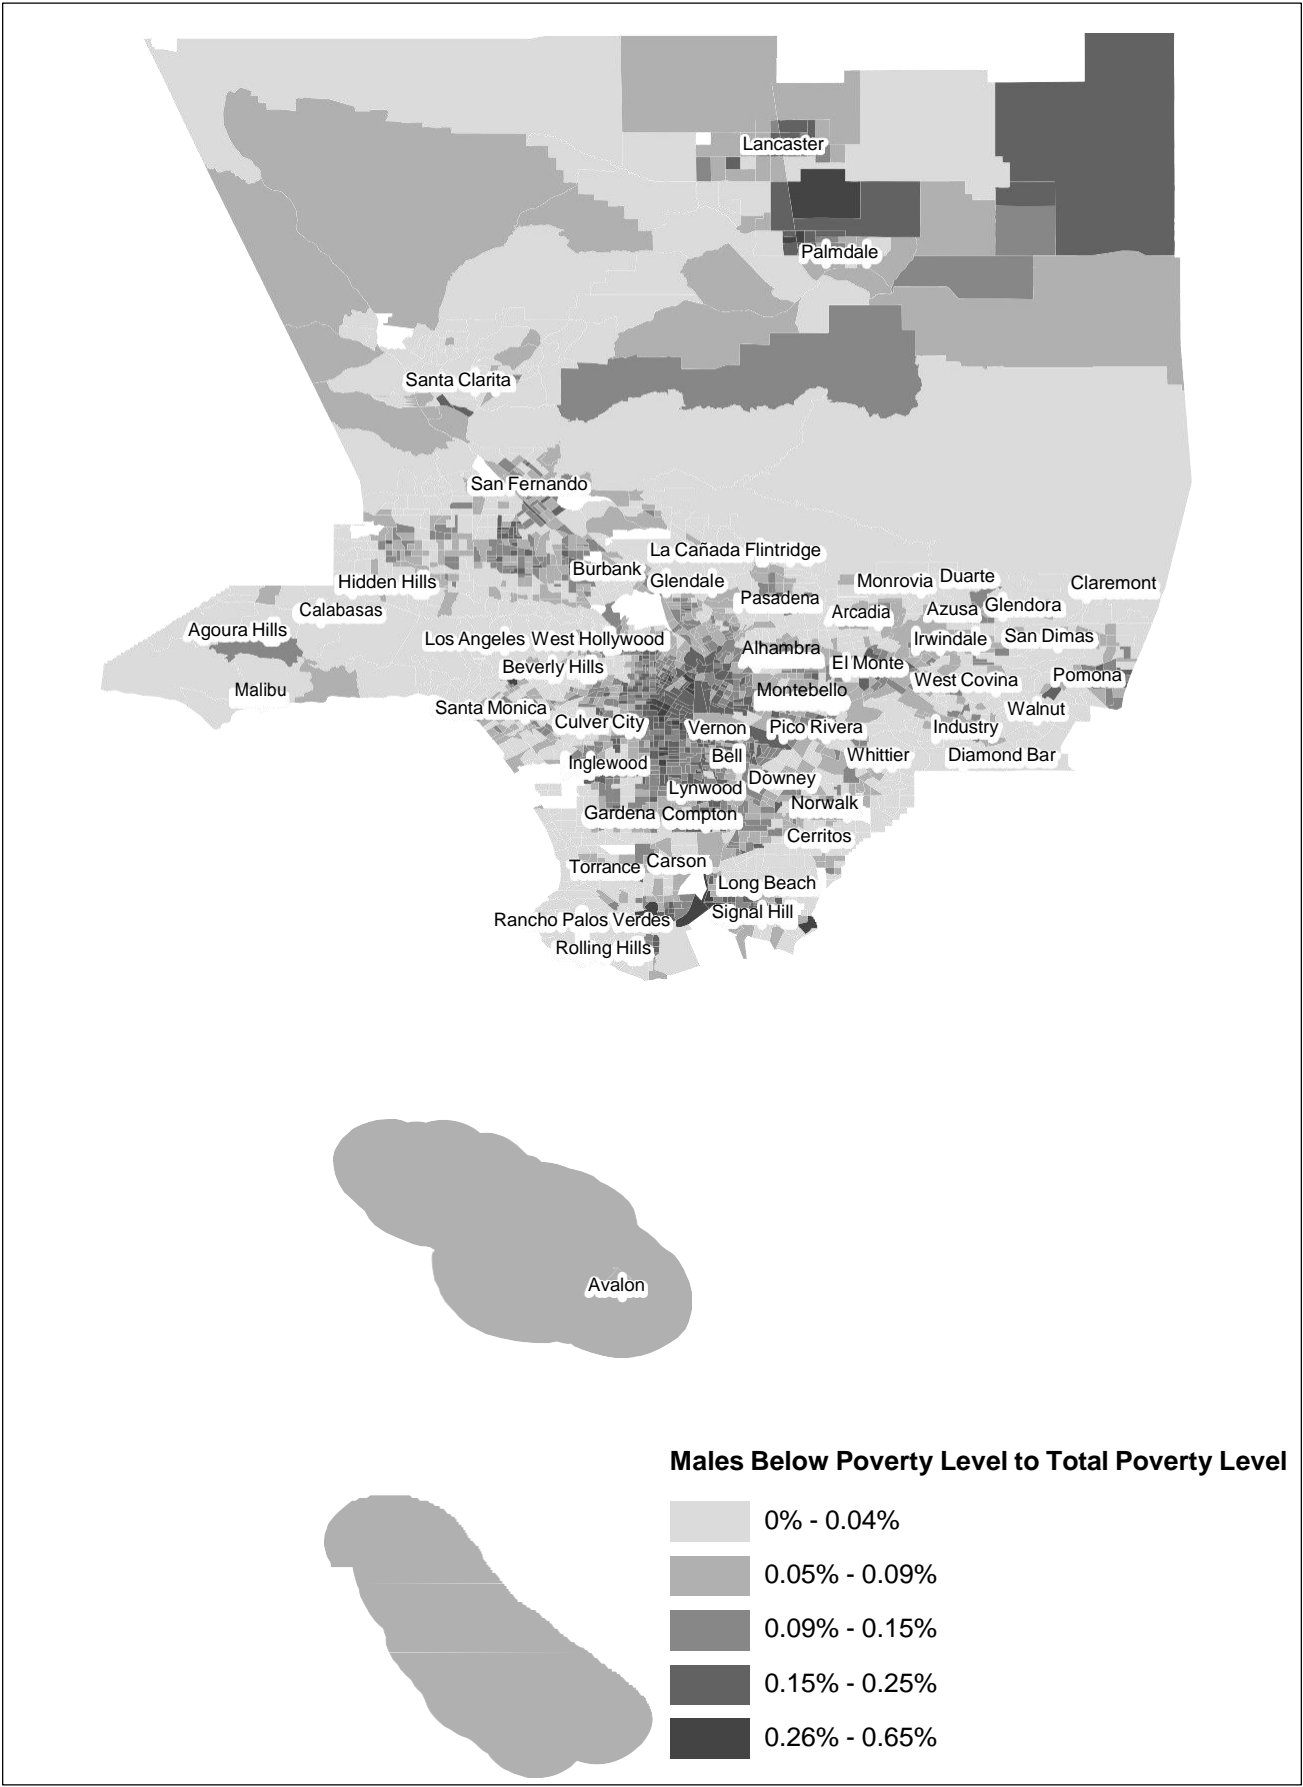 Lancaster
Palmdale
Santa Clarita
San Fernando
La Cañada Flintridge
Burbank
Glendale
Hidden Hills
Monrovia
Duarte
Claremont
Pasadena
Calabasas
Arcadia
Azusa
Glendora
Agoura Hills
Los Angeles
West Hollywood
Irwindale
San Dimas
Alhambra
Beverly Hills
El Monte
West Covina
Pomona
Malibu
Montebello
Santa Monica
Walnut
Culver City
Vernon
Pico Rivera
Industry
Inglewood
Bell
Whittier
Diamond Bar
Downey
Lynwood
Norwalk
Gardena
Compton
Cerritos
Torrance
Carson
Long Beach
Rancho Palos Verdes
Signal Hill
Rolling Hills
Avalon
Males Below Poverty Level to Total Poverty Level
0% - 0.04%
0.05% - 0.09%
0.09% - 0.15%
0.15% - 0.25%
0.26% - 0.65%